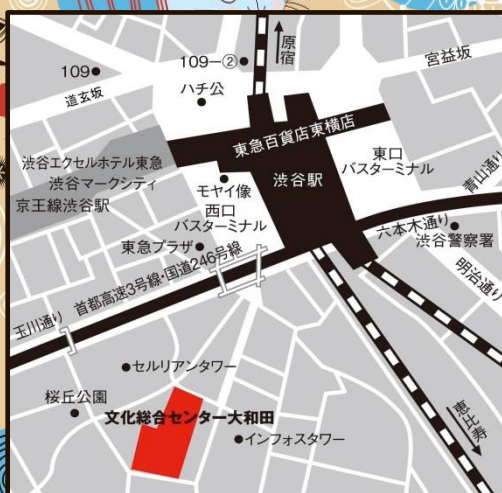 原宿
宮益坂
109
109-②
道玄坂
ハチ公
東急百貨店東横店
渋谷エクセルホテル東急
渋谷マークシティ
京王線渋谷駅
モヤイ像
渋谷駅
東口
バスターミナル
西口
バスターミナル
青山通り
六本木通り
渋谷警察署
東急プラザ
明治通り
首都高速3号線・国道246号線
玉川通り
セルリアンタワー
桜丘公園
文化総合センター大和田
インフォスタワー
恵比寿